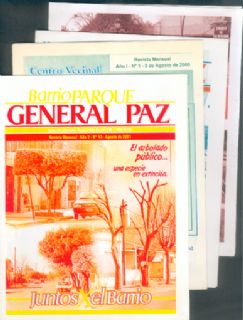 Revista Mensual
Año I - Nº 1 - 3 de Agosto de 2000
Centro Vecinal
Barrio PARQUE
GENERAL PAZ
Revista Mensual - Año II - Nº 13 - Agosto de 2001
El arbolado
público...
una especie
en extinción.
Juntos x el Barrio